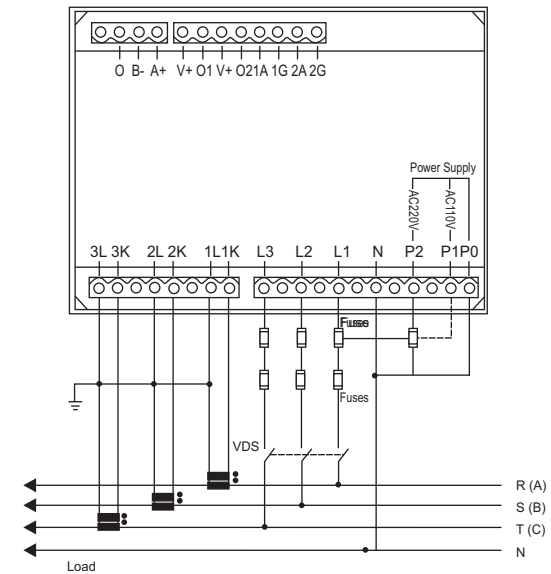 O B- A+ V+ O1 V+ O21A 1G 2A 2G
Power Supply
AC220V
AC110V
3L 3K 2L 2K 1L1K L3 L2 L1 N P2 P1P0
Fuses
Fuses
Fuses
VDS
R (A)
S (B)
T (C)
N
Load